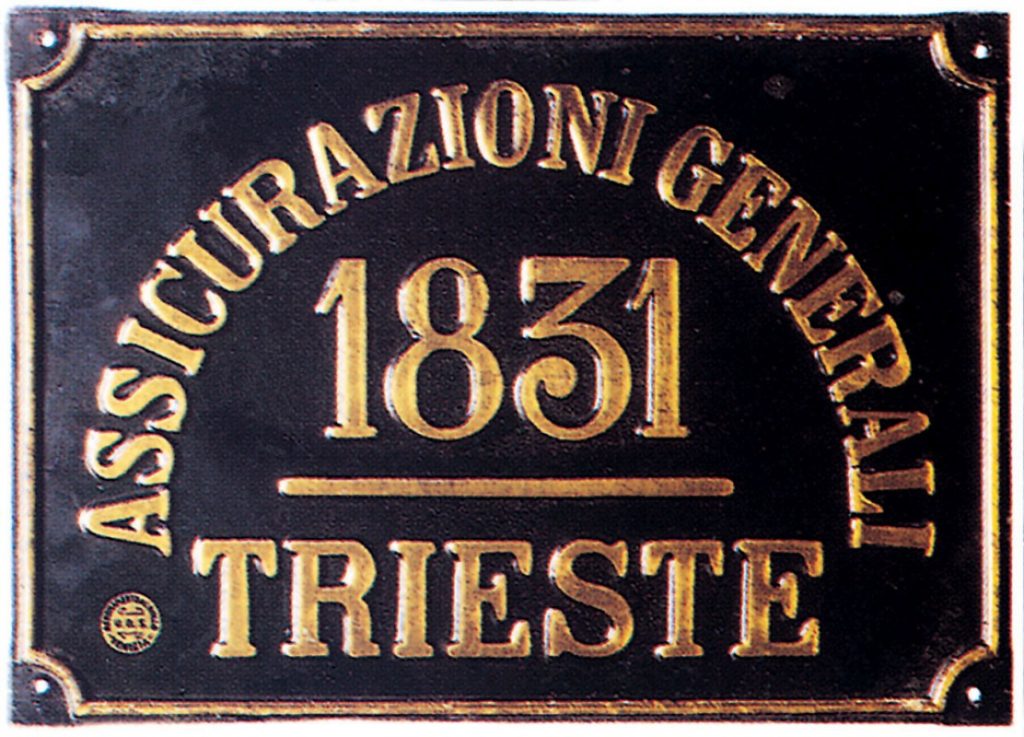 ASSICURAZIONI GENERALI
1831
TRIESTE